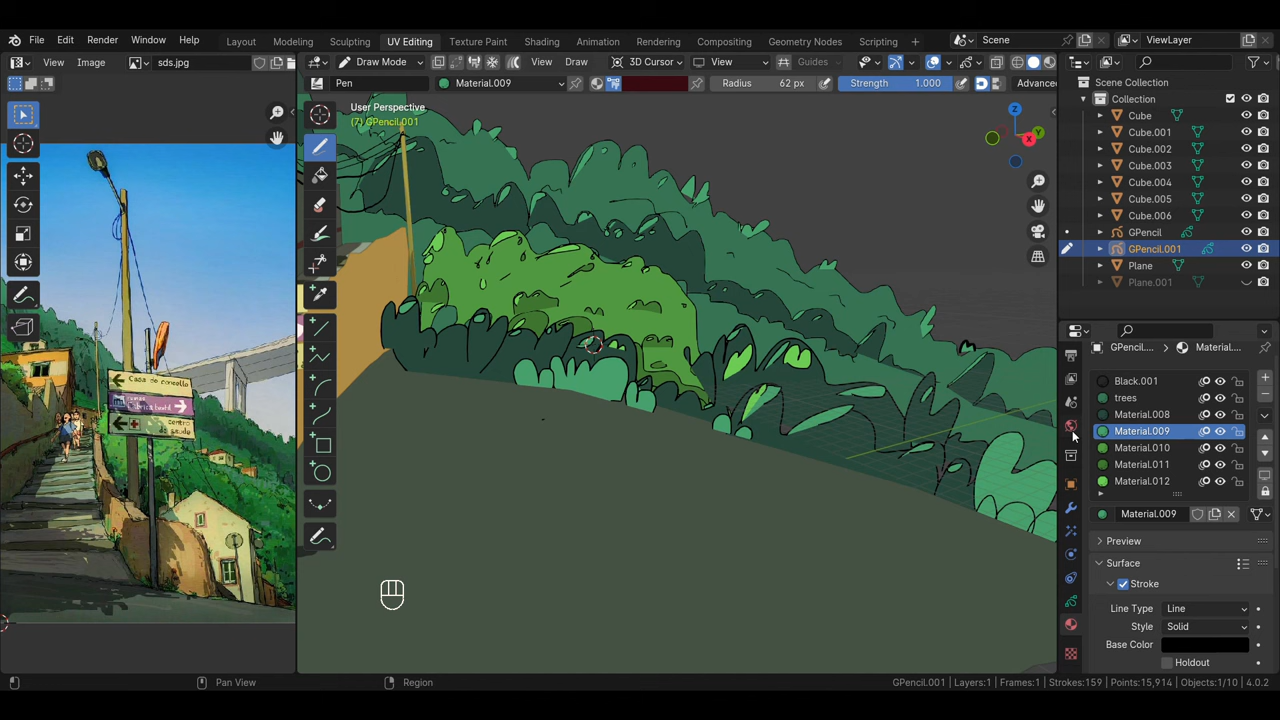 File Edit Render Window Help
Layout Modeling Sculpting UV Editing Texture Paint Shading Animation Rendering Compositing Geometry Nodes Scripting
Scene
ViewLayer
View Image
sds.jpg
Draw Mode
View Draw
3D Cursor
View
Guides
Pen
Material.009
Radius 62 px
Strength 1.000
Advanced
User Perspective
(7) GPencil.001
Z
Y
X
Casa do concello
centro
de saúde
Scene Collection
Collection
Cube
Cube.001
Cube.002
Cube.003
Cube.004
Cube.005
Cube.006
GPencil
GPencil.001
Plane
Plane.001
GPencil.... Material....
Black.001
trees
Material.008
Material.009
Material.010
Material.011
Material.012
Material.009
Preview
Surface
Stroke
Line Type Line
Style Solid
Base Color
Holdout
Pan View
Region
GPencil.001 | Layers:1 | Frames:1 | Strokes:159 | Points:15,914 | Objects:1/10 | 4.0.2